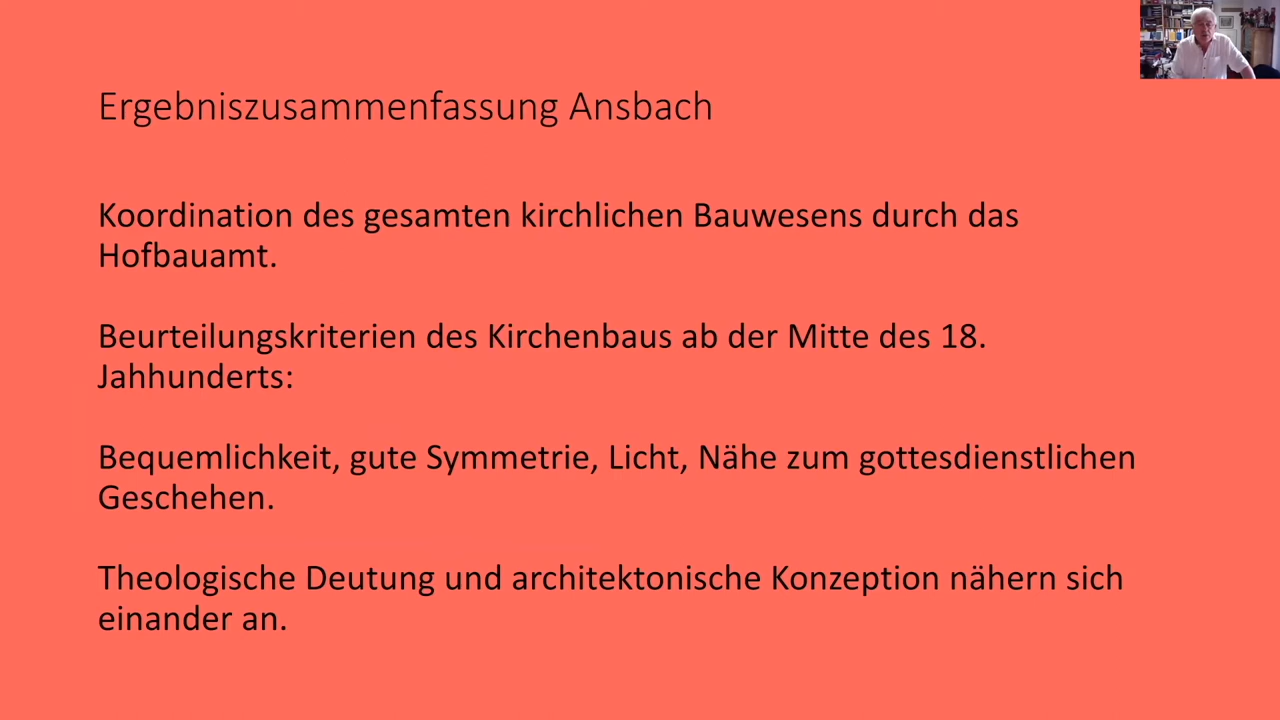 Ergebniszusammenfassung Ansbach
Koordination des gesamten kirchlichen Bauwesens durch das
Hofbauamt.
Beurteilungskriterien des Kirchenbaus ab der Mitte des 18.
Jahhunderts:
Bequemlichkeit, gute Symmetrie, Licht, Nähe zum gottesdienstlichen
Geschehen.
Theologische Deutung und architektonische Konzeption nähern sich
einander an.